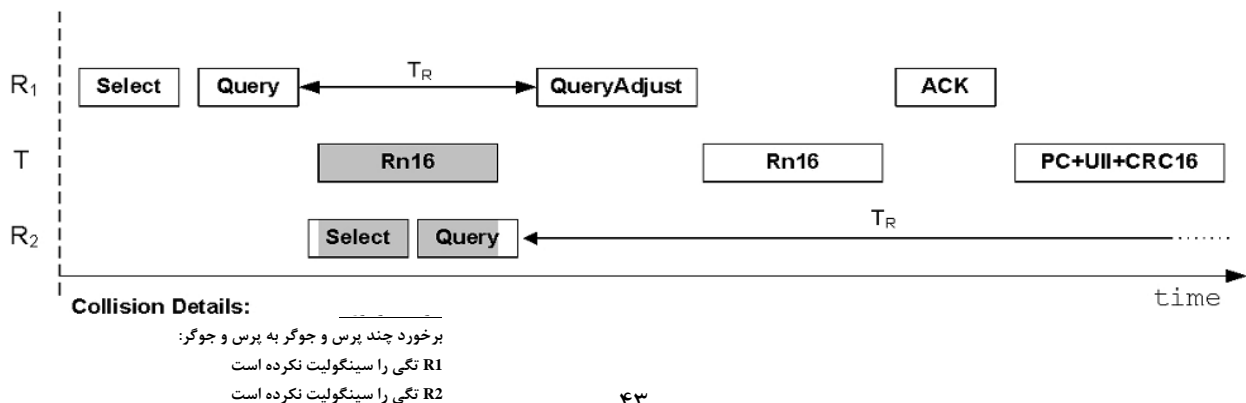 R1 Select Query TR QueryAdjust ACK
T Rn16 Rn16 PC+UII+CRC16
R2 Select Query TR
time
Collision Details:
برخورد چند پرس و جوگر به پرس و جوگر:
R1 تگی را سینگولیت نکرده است
R2 تگی را سینگولیت نکرده است
۴۳